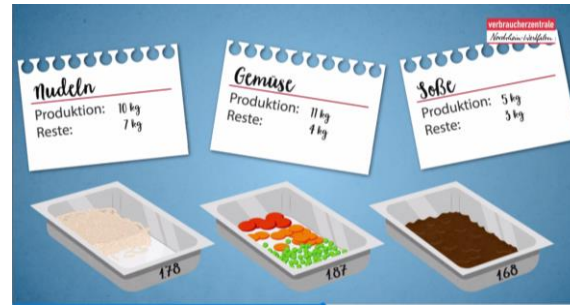 verbraucherzentrale
Nordrhein-Westfalen
Nudeln
Produktion: 10 kg
Reste: 7 kg
Gemüse
Produktion: 11 kg
Reste: 4 kg
Soße
Produktion: 5 kg
Reste: 3 kg
178
187
168